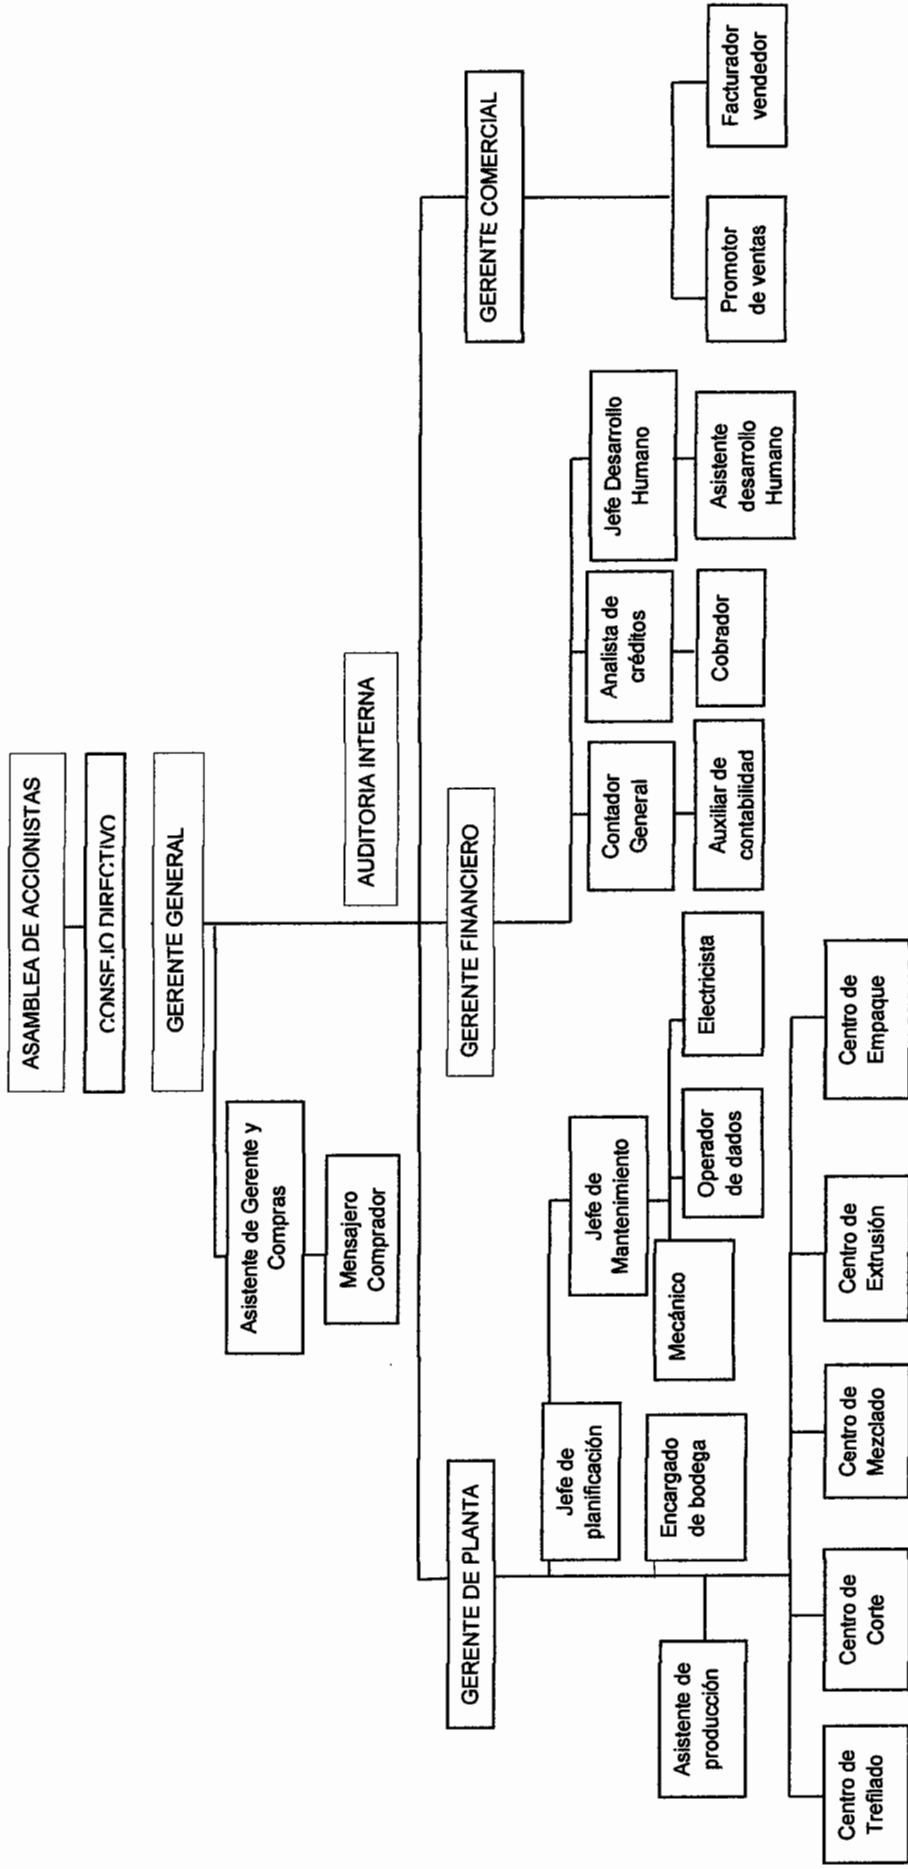 ASAMBLEA DE ACCIONISTAS
CONSEJO DIRECTIVO
GERENTE GENERAL
Asistente de Gerente y
Compras
Mensajero
Comprador
AUDITORIA INTERNA
GERENTE DE PLANTA
GERENTE FINANCIERO
GERENTE COMERCIAL
Jefe de
planificación
Jefe de
Mantenimiento
Encargado
de bodega
Mecánico
Operador
de dados
Electricista
Asistente de
producción
Centro de
Trefilado
Centro de
Corte
Centro de
Mezclado
Centro de
Extrusión
Centro de
Empaque
Contador
General
Analista de
créditos
Jefe Desarrollo
Humano
Auxiliar de
contabilidad
Cobrador
Asistente
desarrollo
Humano
Promotor
de ventas
Facturador
vendedor